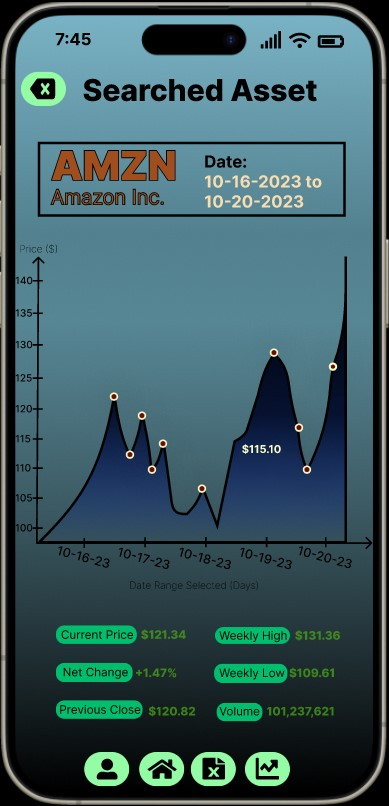 7:45
Searched Asset
AMZN
Amazon Inc.
Date:
10-16-2023 to
10-20-2023
Price ($)
140
135
130
125
120
115
110
105
100
$115.10
10-16-23 10-17-23 10-18-23 10-19-23 10-20-23
Date Range Selected (Days)
Current Price $121.34 Weekly High $131.36
Net Change +1.47% Weekly Low $109.61
Previous Close $120.82 Volume 101,237,621